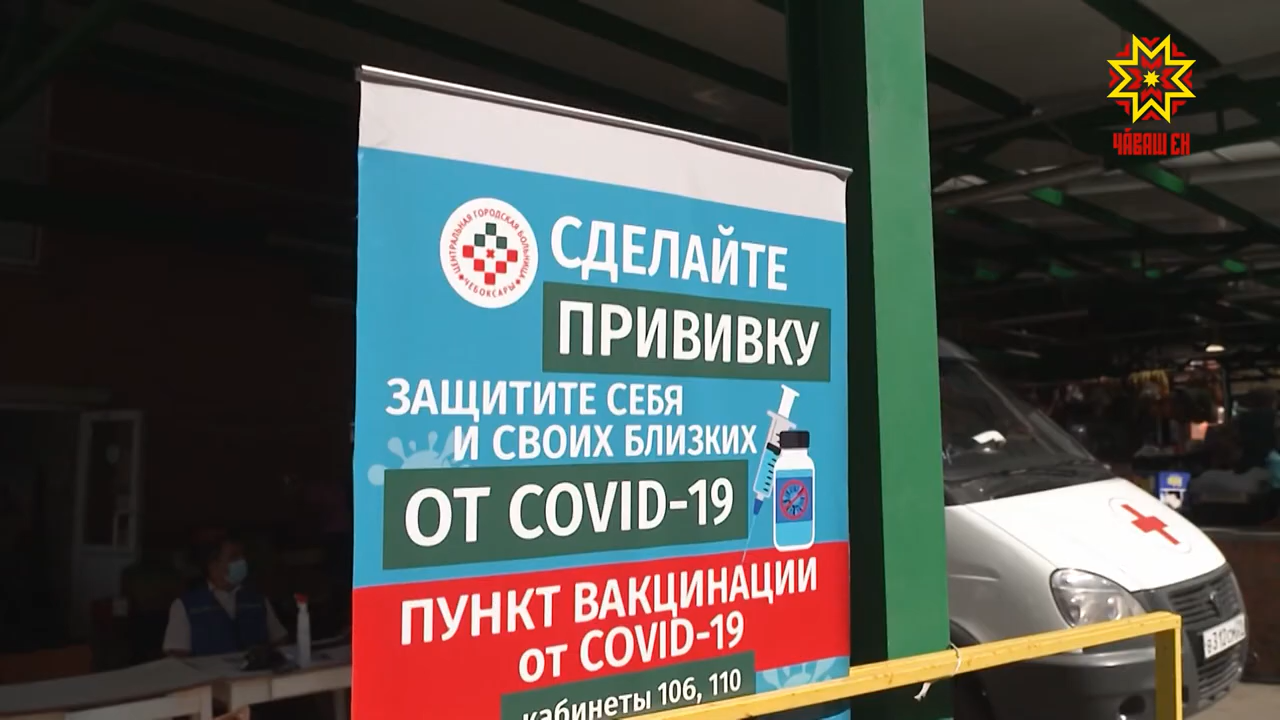 ЧӐВАШ ЕН
ЦЕНТРАЛЬНАЯ ГОРОДСКАЯ БОЛЬНИЦА
ЧЕБОКСАРЫ
СДЕЛАЙТЕ
ПРИВИВКУ
ЗАЩИТИТЕ СЕБЯ
И СВОИХ БЛИЗКИХ
ОТ COVID-19
ПУНКТ ВАКЦИНАЦИИ
ОТ COVID-19
кабинеты 106, 110